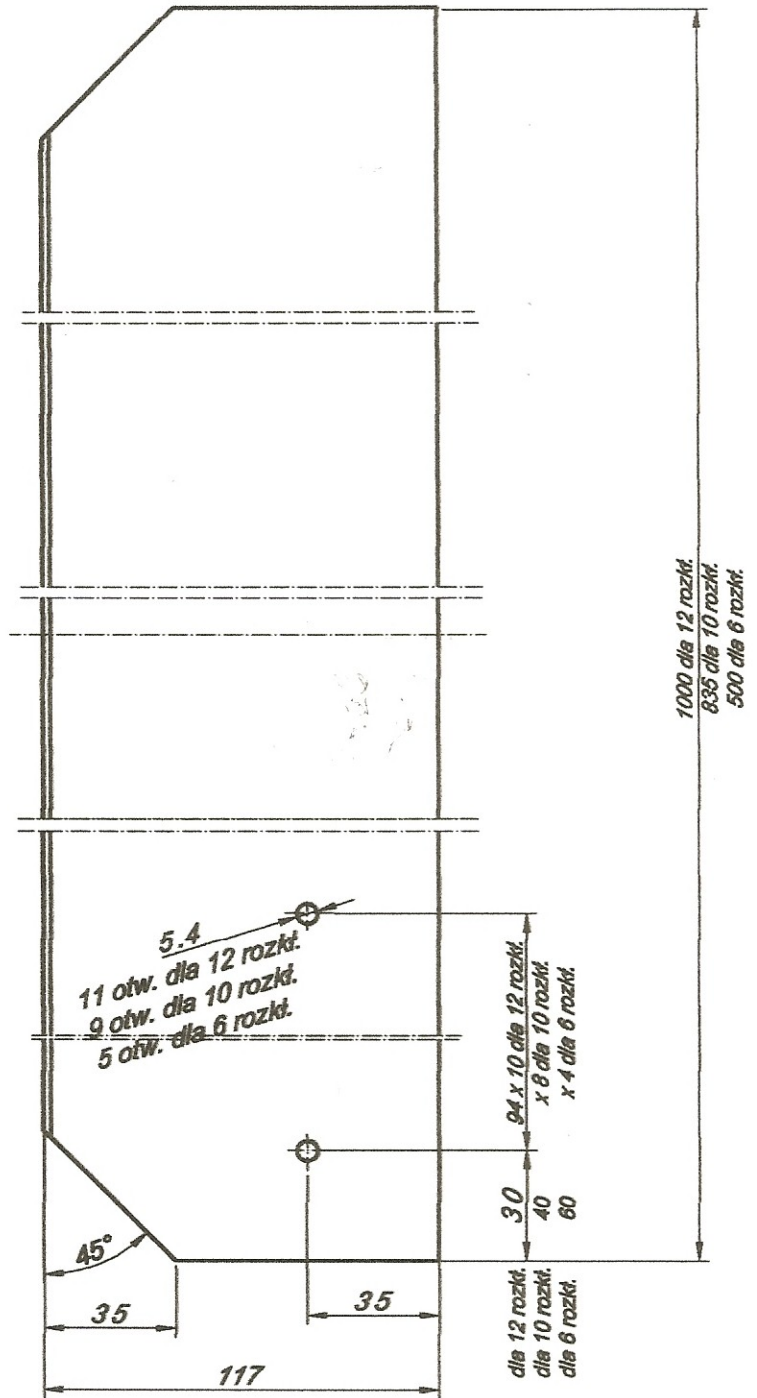 1000 dla 12 rozkł.
835 dla 10 rozkł.
500 dla 6 rozkł.
5.4
11 otw. dla 12 rozkł.
9 otw. dla 10 rozkł.
5 otw. dla 6 rozkł.
94 x 10 dla 12 rozkł.
x 8 dla 10 rozkł.
x 4 dla 6 rozkł.
30
40
60
dla 12 rozkł.
dla 10 rozkł.
dla 6 rozkł.
45°
35
35
117